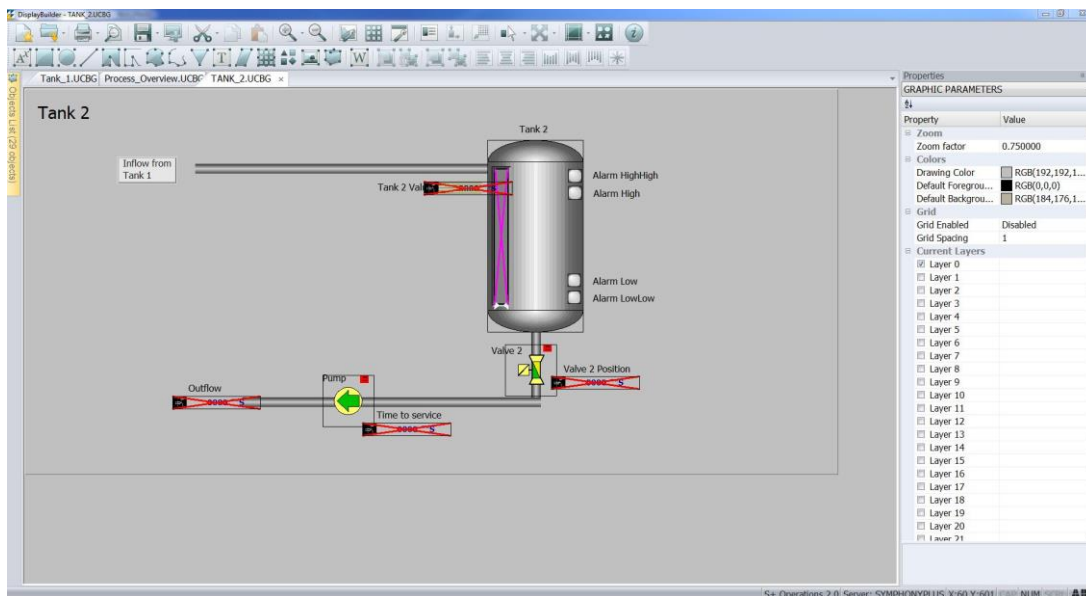 DisplayBuilder - TANK_2.UCBG
Tank_1.UCBG
Process_Overview.UCBG
TANK_2.UCBG
Objects List (29 objects)
Tank 2
Tank 2
Inflow from
Tank 1
Tank 2
Alarm HighHigh
Alarm High
Alarm Low
Alarm LowLow
Valve 2
Valve 2 Position
Pump
Outflow
Time to service
Properties
GRAPHIC PARAMETERS
Property Value
Zoom
Zoom factor 0.750000
Colors
Drawing Color RGB(192,192,1...
Default Foregrou... RGB(0,0,0)
Default Backgrou... RGB(184,176,1...
Grid
Grid Enabled Disabled
Grid Spacing 1
Current Layers
Layer 0
Layer 1
Layer 2
Layer 3
Layer 4
Layer 5
Layer 6
Layer 7
Layer 8
Layer 9
Layer 10
Layer 11
Layer 12
Layer 13
Layer 14
Layer 15
Layer 16
Layer 17
Layer 18
Layer 19
Layer 20
Layer 21
S+ Operations 2.0 Server: SYMPHONYPLUS X:60 Y:601 CAP NUM SCRL